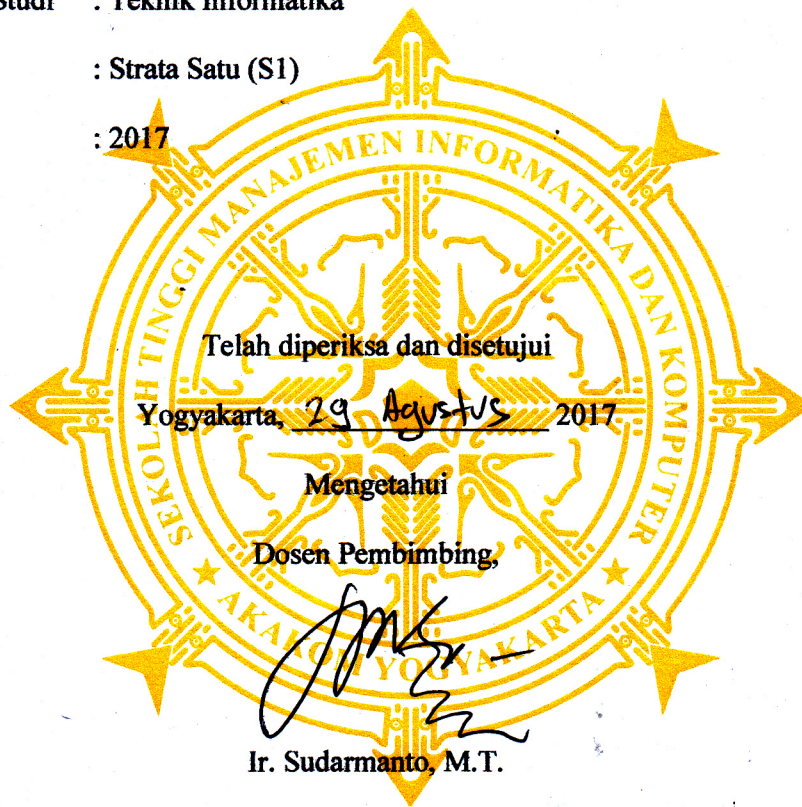 Studi : Teknik Informatika
: Strata Satu (S1)
: 2017
SEKOLAH TINGGI MANAJEMEN INFORMATIKA DAN KOMPUTER
Telah diperiksa dan disetujui
Yogyakarta, 29 Agustus 2017
Mengetahui
Dosen Pembimbing,
★ AKAKOM YOGYAKARTA ★
Ir. Sudarmanto, M.T.